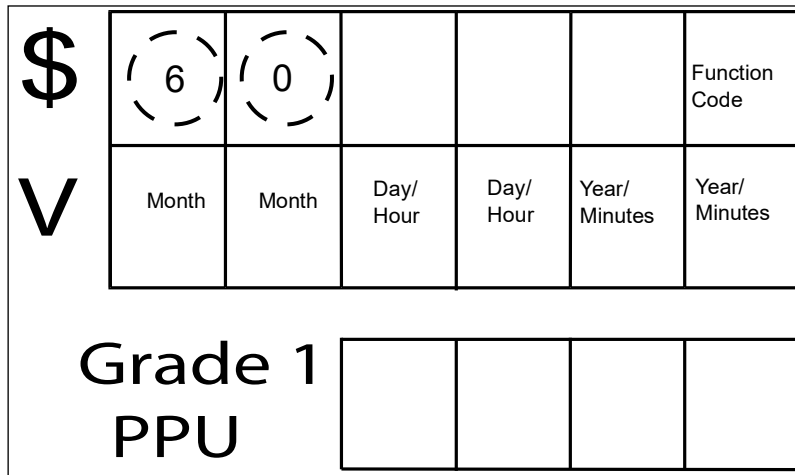 $ 6 0
Function
Code
V
Month
Month
Day/
Hour
Day/
Hour
Year/
Minutes
Year/
Minutes
Grade 1
PPU